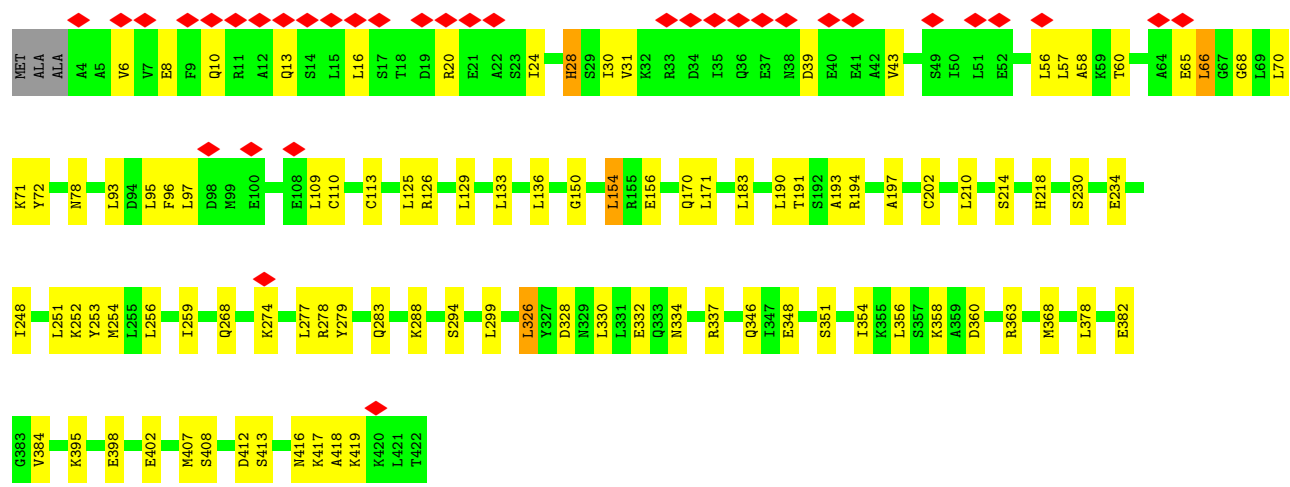 MET ALA ALA A4 A5 V6 V7 E8 F9 Q10 R11 A12 Q13 S14 L15 L16 S17 T18 D19 R20 E21 A22 S23 I24 H28 S29 I30 V31 K32 R33 D34 I35 Q36 E37 N38 D39 E40 E41 A42 V43 S49 I50 L51 E52 L56 L57 A58 K59 T60 A64 E65 L66 G67 G68 L69 L70
K71 Y72 N78 L93 D94 L95 F96 L97 D98 M99 E100 E108 L109 C110 C113 L125 R126 L129 L133 L136 G150 L154 R155 E156 Q170 L171 L183 L190 T191 S192 A193 R194 A197 C202 L210 S214 H218 S230 E234
I248 L251 K252 Y253 M254 L255 L256 I259 Q268 K274 L277 R278 Y279 Q283 K288 S294 L299 L326 Y327 D328 N329 L330 L331 E332 Q333 N334 R337 Q346 I347 E348 S351 I354 K355 L356 S357 K358 A359 D360 R363 M368 L378 E382
G383 V384 K395 E398 E402 M407 S408 D412 S413 N416 K417 A418 K419 K420 L421 T422